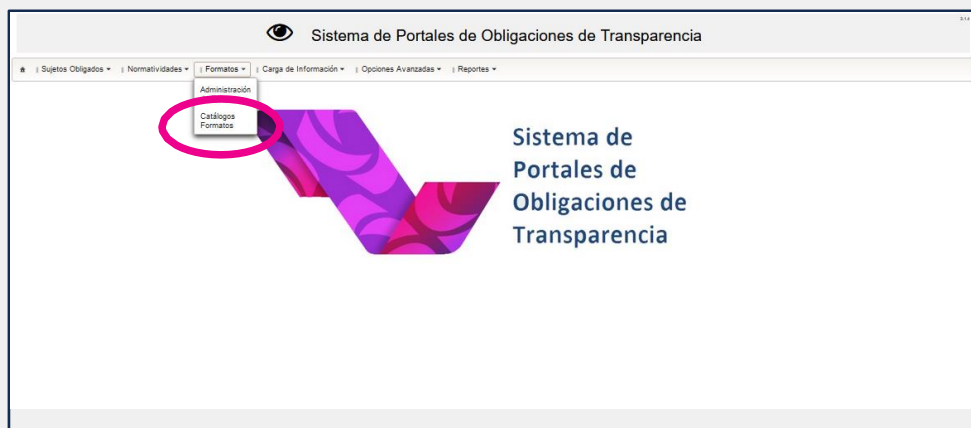 Sistema de Portales de Obligaciones de Transparencia
Sujetos Obligados
Normatividades
Formatos
Carga de Información
Opciones Avanzadas
Reportes
Administración
Catálogos
Formatos
Sistema de
Portales de
Obligaciones de
Transparencia